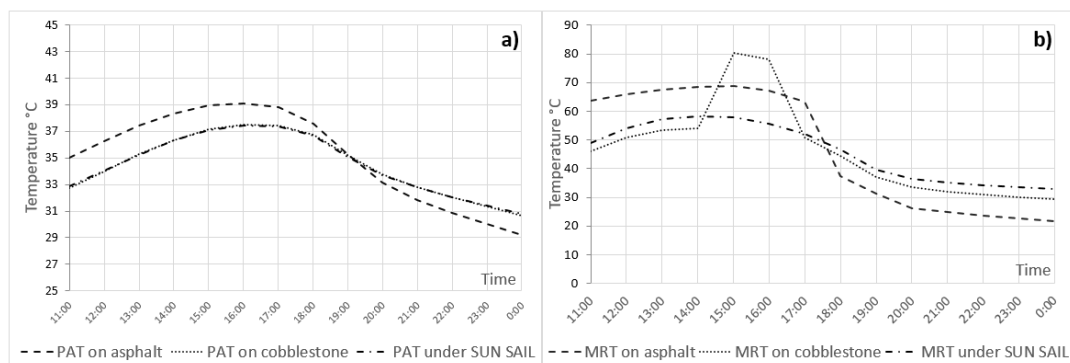 a)
45
43
41
39
37
35
33
31
29
27
25
Temperature °C
Time
11:00 12:00 13:00 14:00 15:00 16:00 17:00 18:00 19:00 20:00 21:00 22:00 23:00 0:00
PAT on asphalt PAT on cobblestone PAT under SUN SAIL
b)
90
80
70
60
50
40
30
20
10
0
Temperature °C
Time
11:00 12:00 13:00 14:00 15:00 16:00 17:00 18:00 19:00 20:00 21:00 22:00 23:00 0:00
MRT on asphalt MRT on cobblestone MRT under SUN SAIL